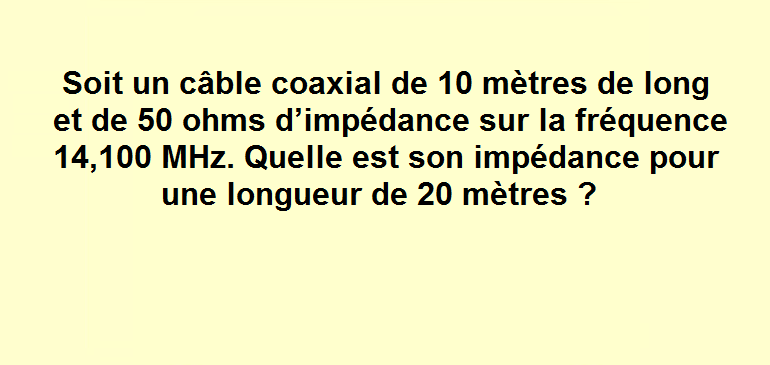 Soit un câble coaxial de 10 mètres de long
et de 50 ohms d’impédance sur la fréquence
14,100 MHz. Quelle est son impédance pour
une longueur de 20 mètres ?